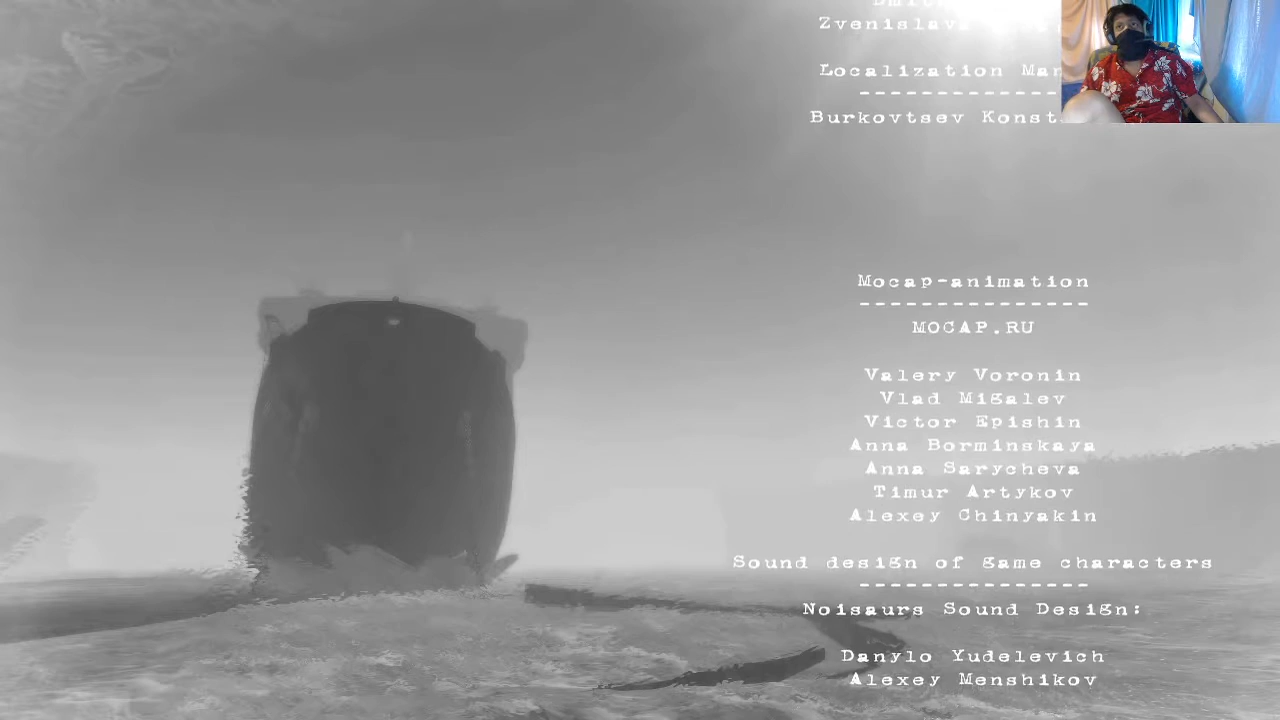 Zvenislava
Localization Man
---------------
Burkovtsev Konst
Mocap-animation
---------------
MOCAP.RU
Valery Voronin
Vlad Migalev
Victor Epishin
Anna Borminskaya
Anna Sarycheva
Timur Artykov
Alexey Chinyakin
Sound design of game characters
---------------
Noisaurs Sound Design:
Danylo Yudelevich
Alexey Menshikov